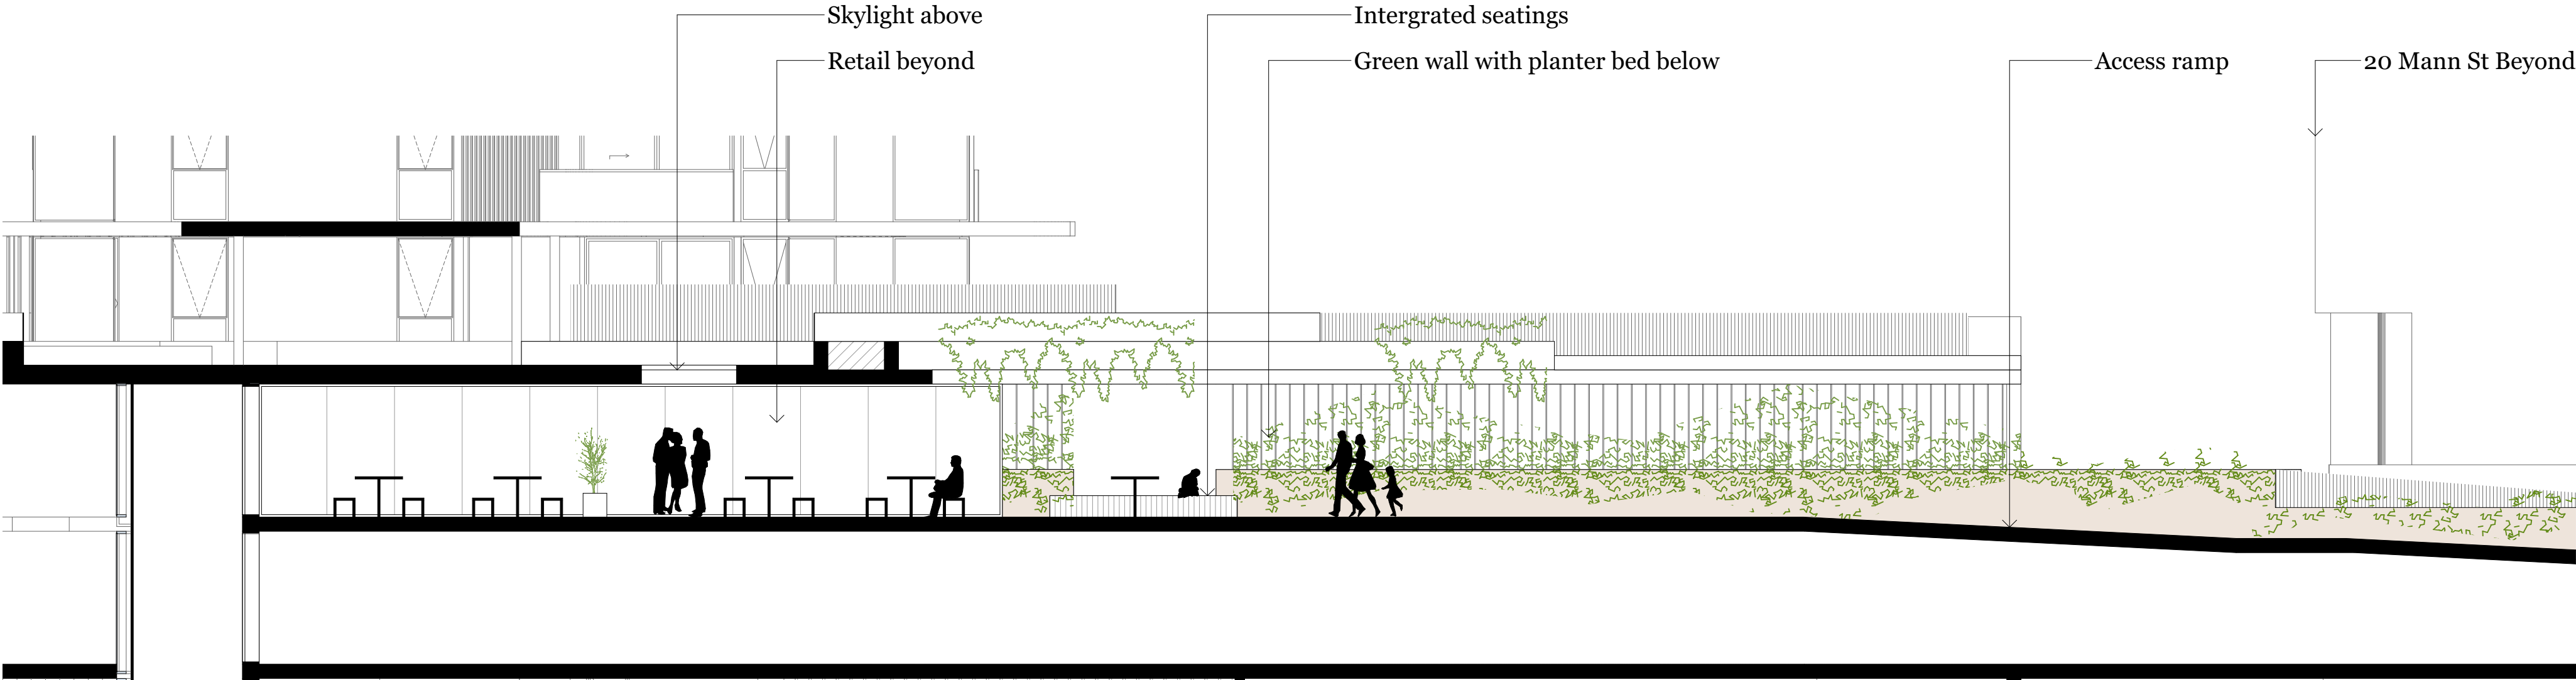 Skylight above
Intergrated seatings
Retail beyond
Green wall with planter bed below
Access ramp
20 Mann St Beyond